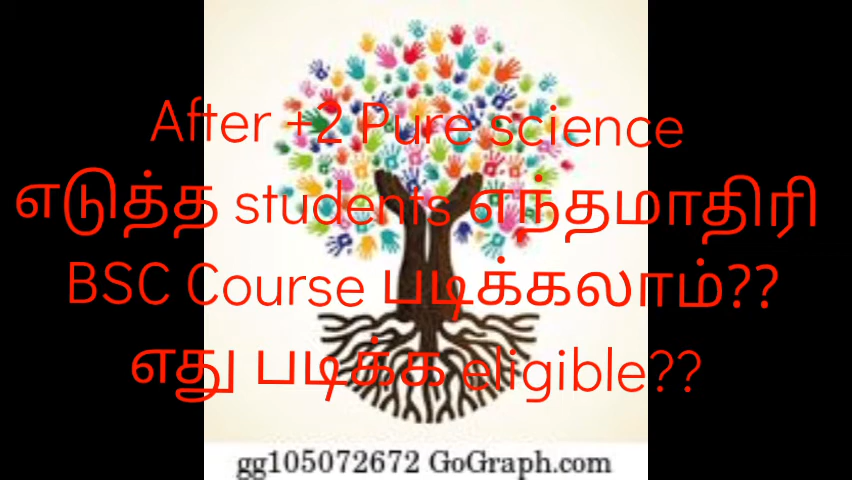 After +2 Pure science
எடுத்த students எந்தமாதிரி
BSC Course படிக்கலாம்??
எது படிக்க eligible??
gg105072672 GoGraph.com